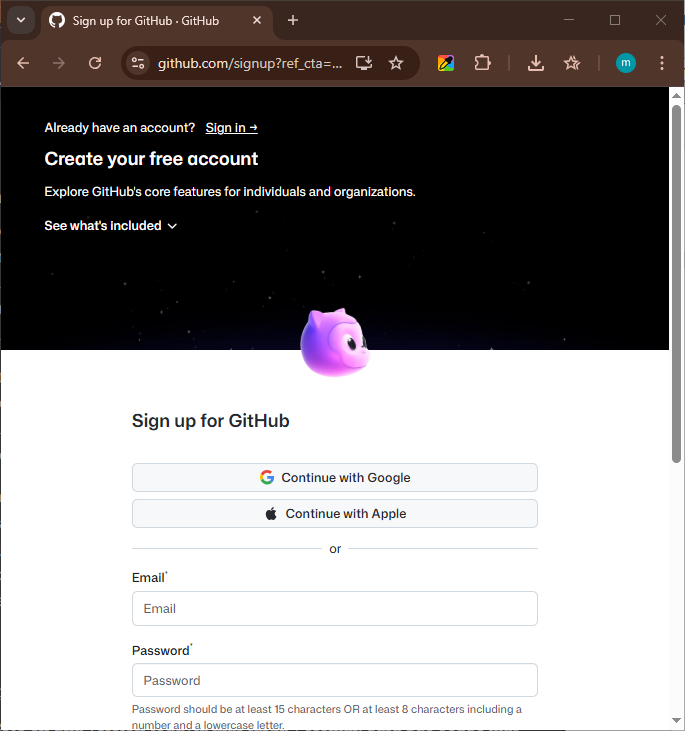 Sign up for GitHub · GitHub
github.com/signup?ref_cta=...
m
Already have an account? Sign in →
Create your free account
Explore GitHub's core features for individuals and organizations.
See what's included
Sign up for GitHub
Continue with Google
Continue with Apple
or
Email*
Email
Password*
Password
Password should be at least 15 characters OR at least 8 characters including a
number and a lowercase letter.